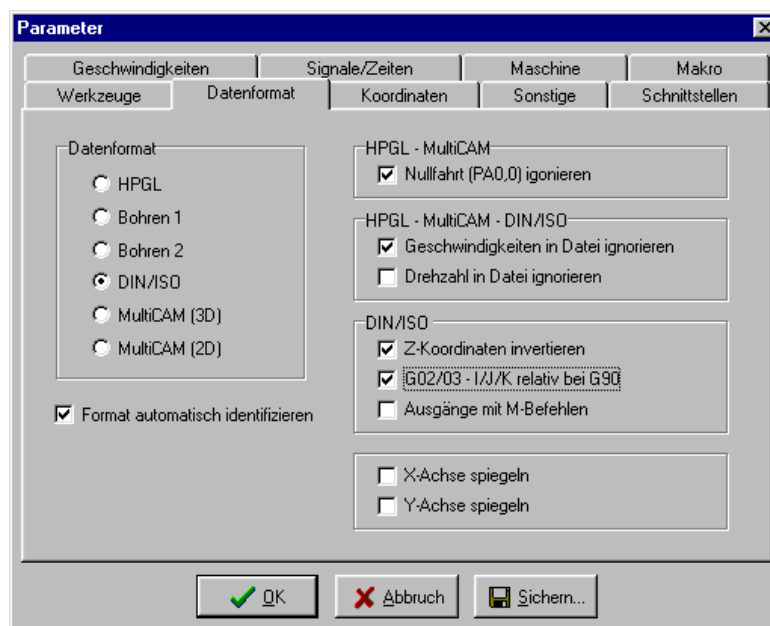 Parameter
Geschwindigkeiten
Signale/Zeiten
Maschine
Makro
Werkzeuge
Datenformat
Koordinaten
Sonstige
Schnittstellen
Datenformat
HPGL
Bohren 1
Bohren 2
DIN/ISO
MultiCAM (3D)
MultiCAM (2D)
Format automatisch identifizieren
HPGL - MultiCAM
Nullfahrt (PA0,0) igonieren
HPGL - MultiCAM - DIN/ISO
Geschwindigkeiten in Datei ignorieren
Drehzahl in Datei ignorieren
DIN/ISO
Z-Koordinaten invertieren
G02/03 - I/J/K relativ bei G90
Ausgänge mit M-Befehlen
X-Achse spiegeln
Y-Achse spiegeln
OK
Abbruch
Sichern...